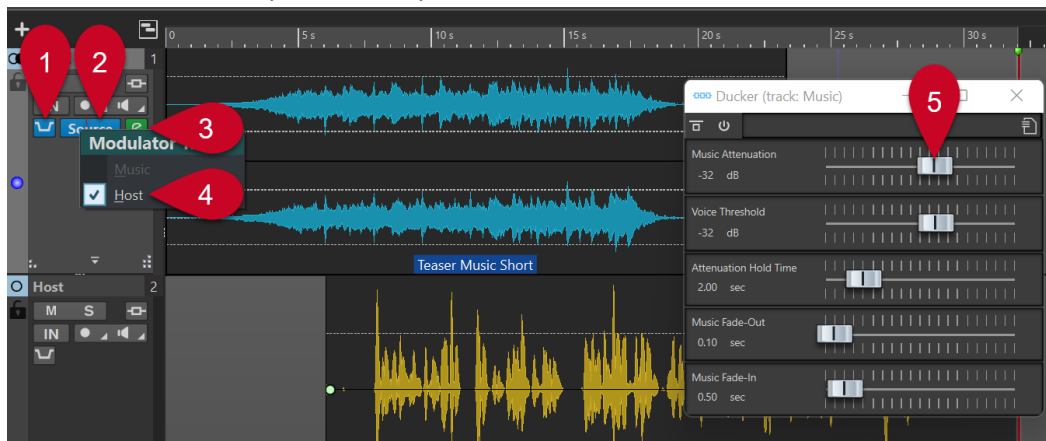 0 5 s 10 s 15 s 20 s 25 s 30 s
1
IN
Source
Modulator
Music
Host
1
2
3
4
Teaser Music Short
Host 2
M S
IN
Ducker (track: Music)
5
Music Attenuation
-32 dB
Voice Threshold
-32 dB
Attenuation Hold Time
2.00 sec
Music Fade-Out
0.10 sec
Music Fade-In
0.50 sec